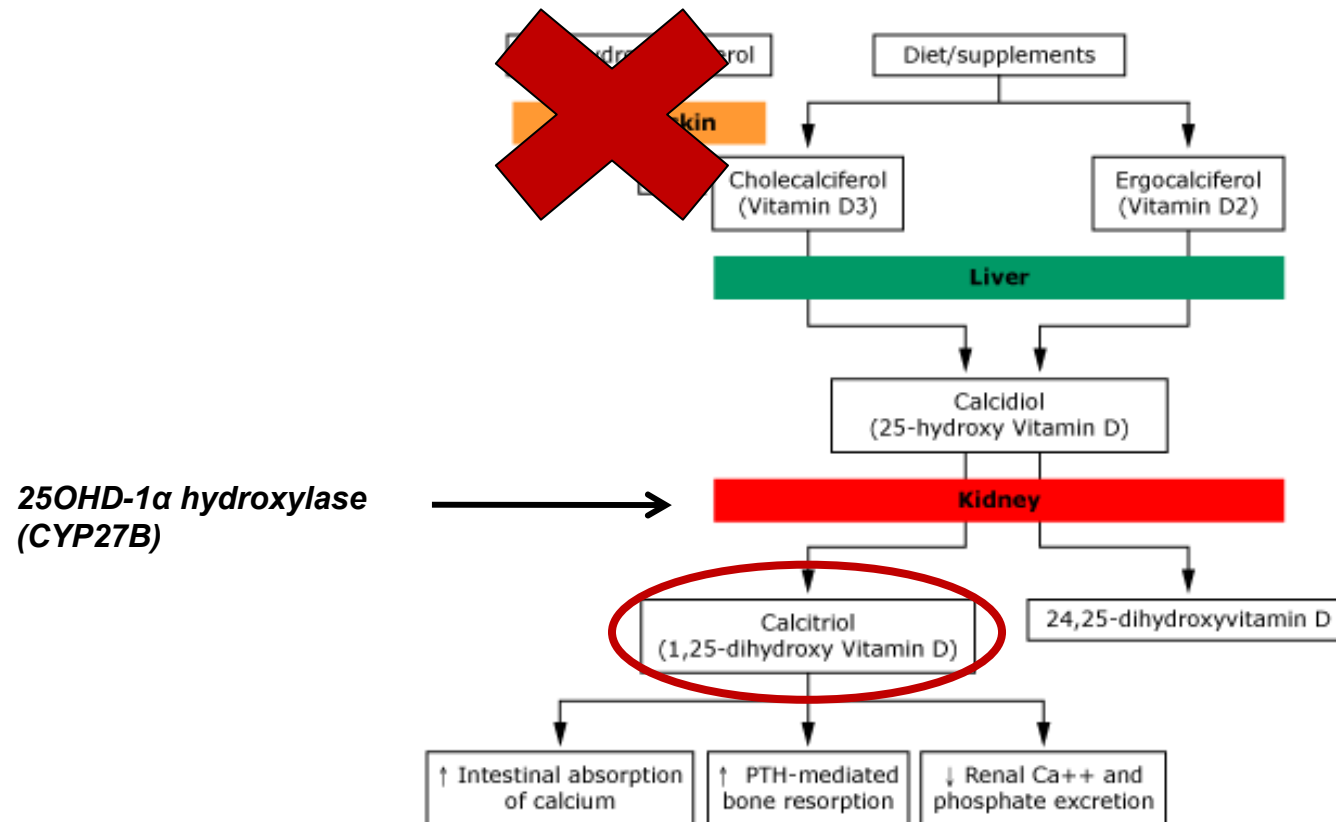 Diet/supplements
Cholecalciferol
(Vitamin D3)
Ergocalciferol
(Vitamin D2)
Liver
Calcidiol
(25-hydroxy Vitamin D)
25OHD-1α hydroxylase
(CYP27B)
Kidney
Calcitriol
(1,25-dihydroxy Vitamin D)
24,25-dihydroxyvitamin D
↑ Intestinal absorption
of calcium
↑ PTH-mediated
bone resorption
↓ Renal Ca++ and
phosphate excretion